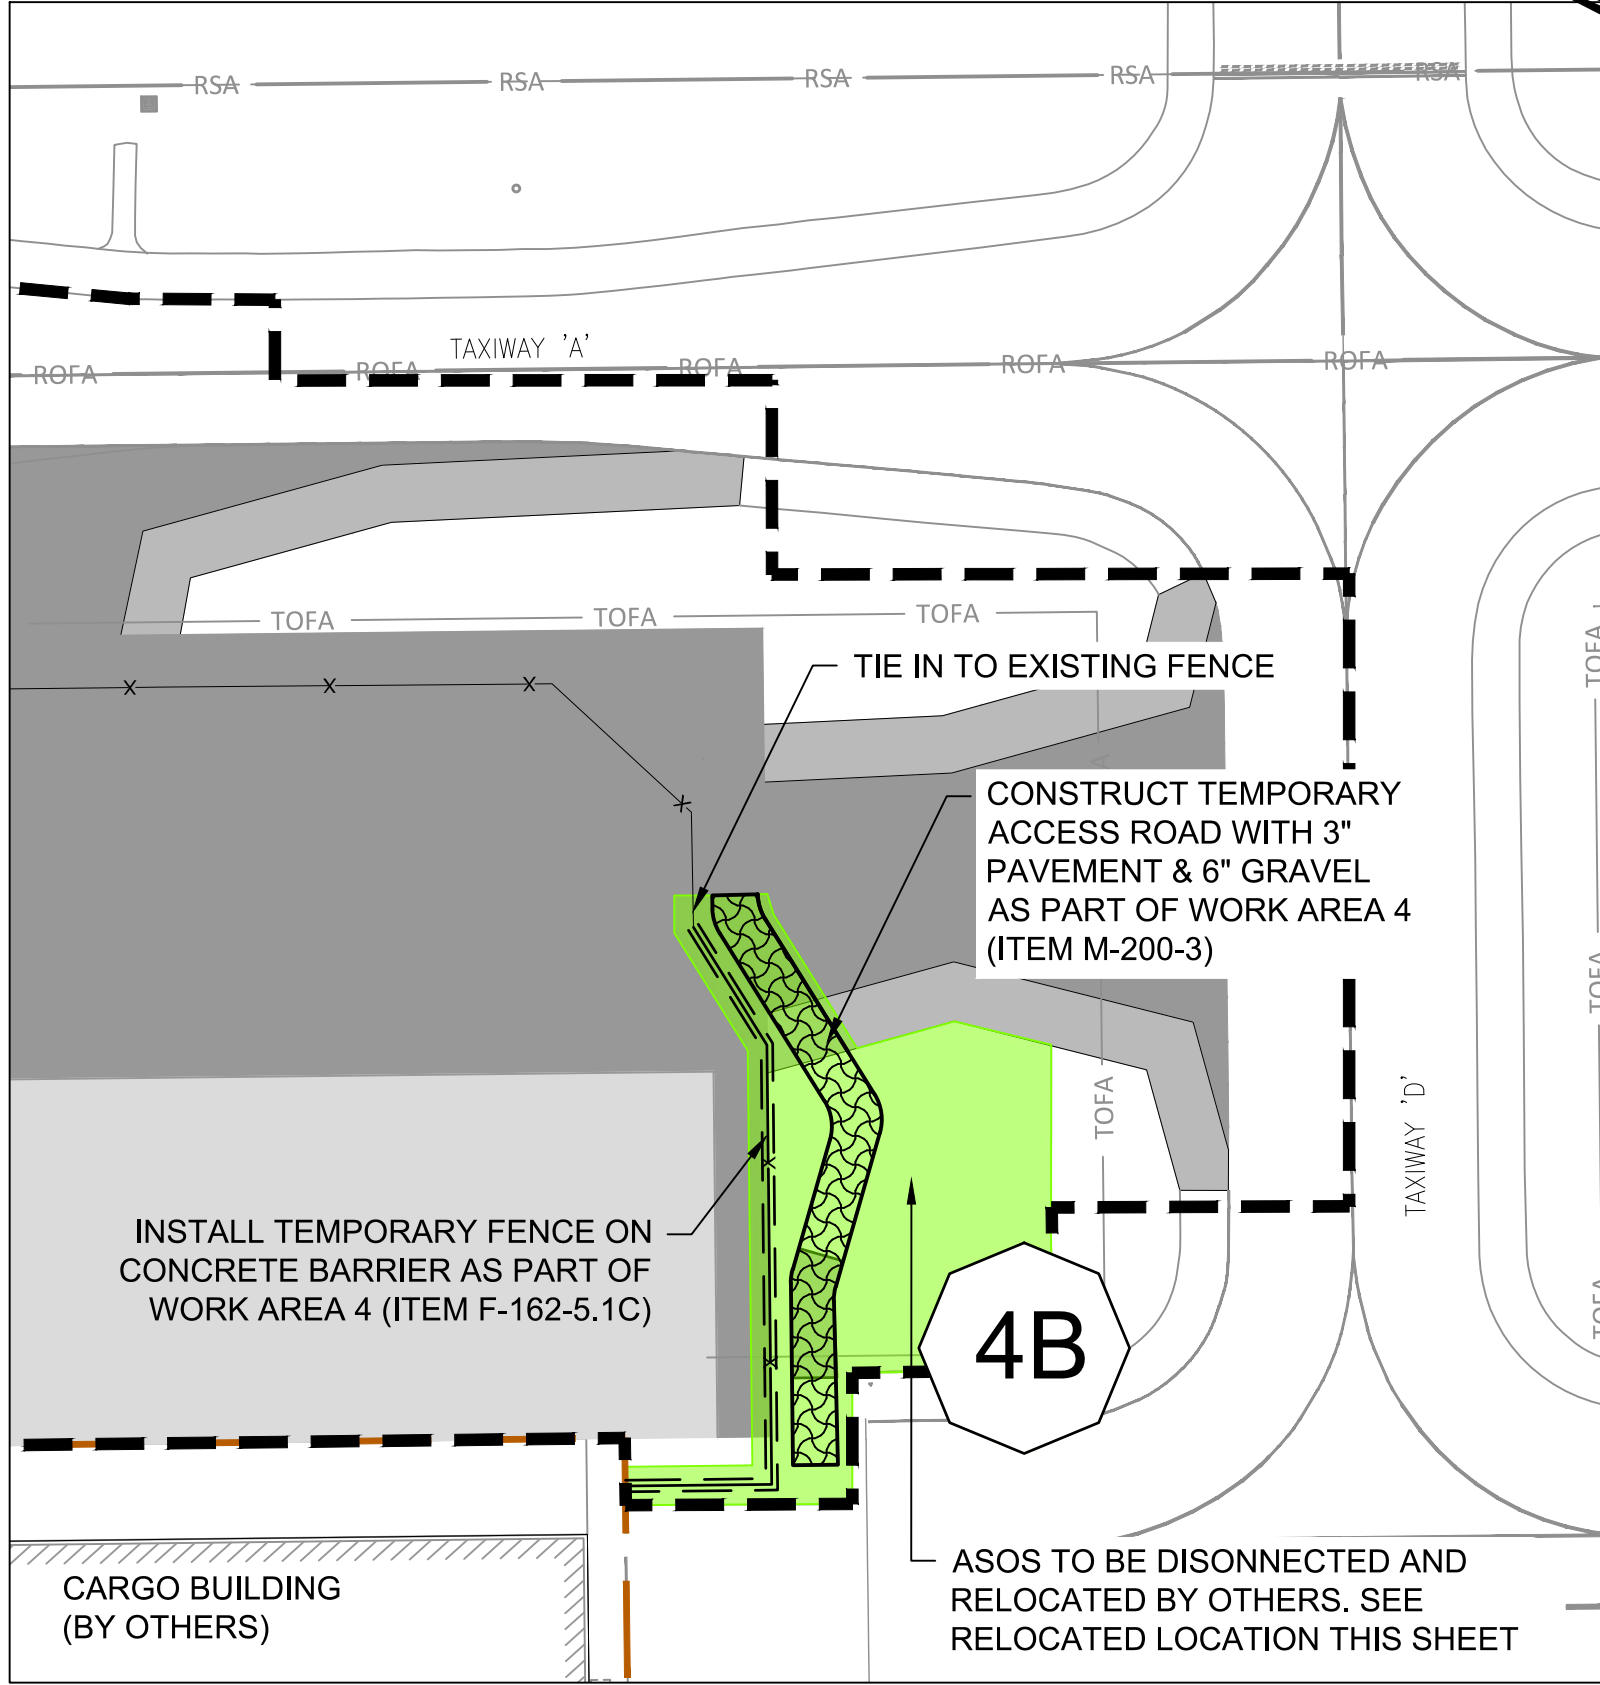 RSA RSA RSA RSA RSA
TAXIWAY 'A'
ROFA ROFA ROFA ROFA ROFA
TOFA TOFA TOFA
TOFA
X X X
TIE IN TO EXISTING FENCE
X
CONSTRUCT TEMPORARY
ACCESS ROAD WITH 3"
PAVEMENT & 6" GRAVEL
AS PART OF WORK AREA 4
(ITEM M-200-3)
TOFA
TOFA
TAXIWAY 'D'
X
INSTALL TEMPORARY FENCE ON
CONCRETE BARRIER AS PART OF
WORK AREA 4 (ITEM F-162-5.1C)
X
4B
TOFA
ASOS TO BE DISONNECTED AND
RELOCATED BY OTHERS. SEE
RELOCATED LOCATION THIS SHEET
CARGO BUILDING
(BY OTHERS)